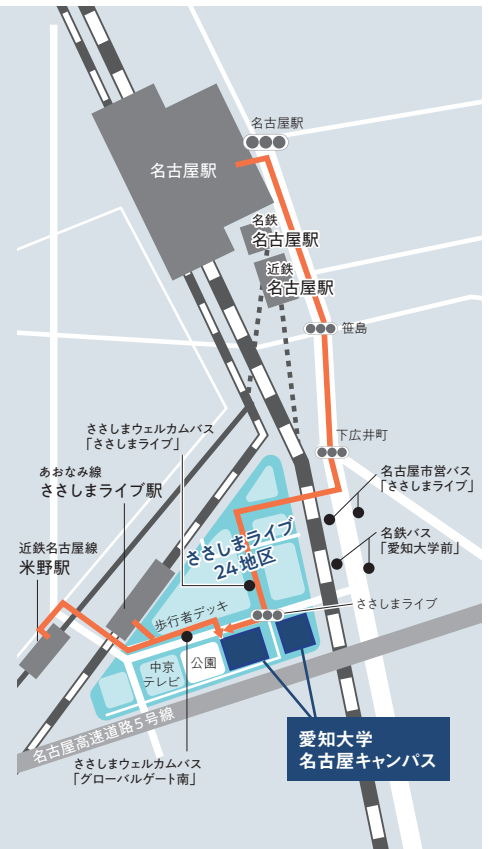 名古屋駅
名古屋駅
名鉄
名古屋駅
近鉄
名古屋駅
笹島
ささしまウェルカムバス
「ささしまライブ」
下広井町
あおなみ線
ささしまライブ駅
名古屋市営バス
「ささしまライブ」
ささしまライブ
24地区
名鉄バス
「愛知大学前」
近鉄名古屋線
米野駅
歩行者デッキ
ささしまライブ
中京
テレビ
公園
名古屋高速道路5号線
愛知大学
名古屋キャンパス
ささしまウェルカムバス
「グローバルゲート南」